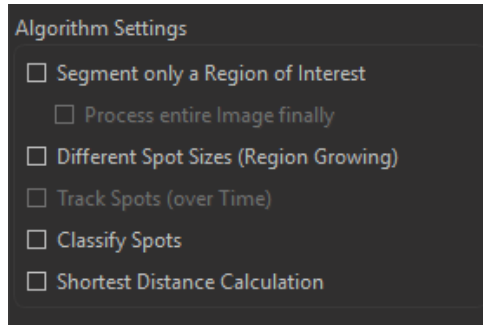 Algorithm Settings
Segment only a Region of Interest
Process entire Image finally
Different Spot Sizes (Region Growing)
Track Spots (over Time)
Classify Spots
Shortest Distance Calculation